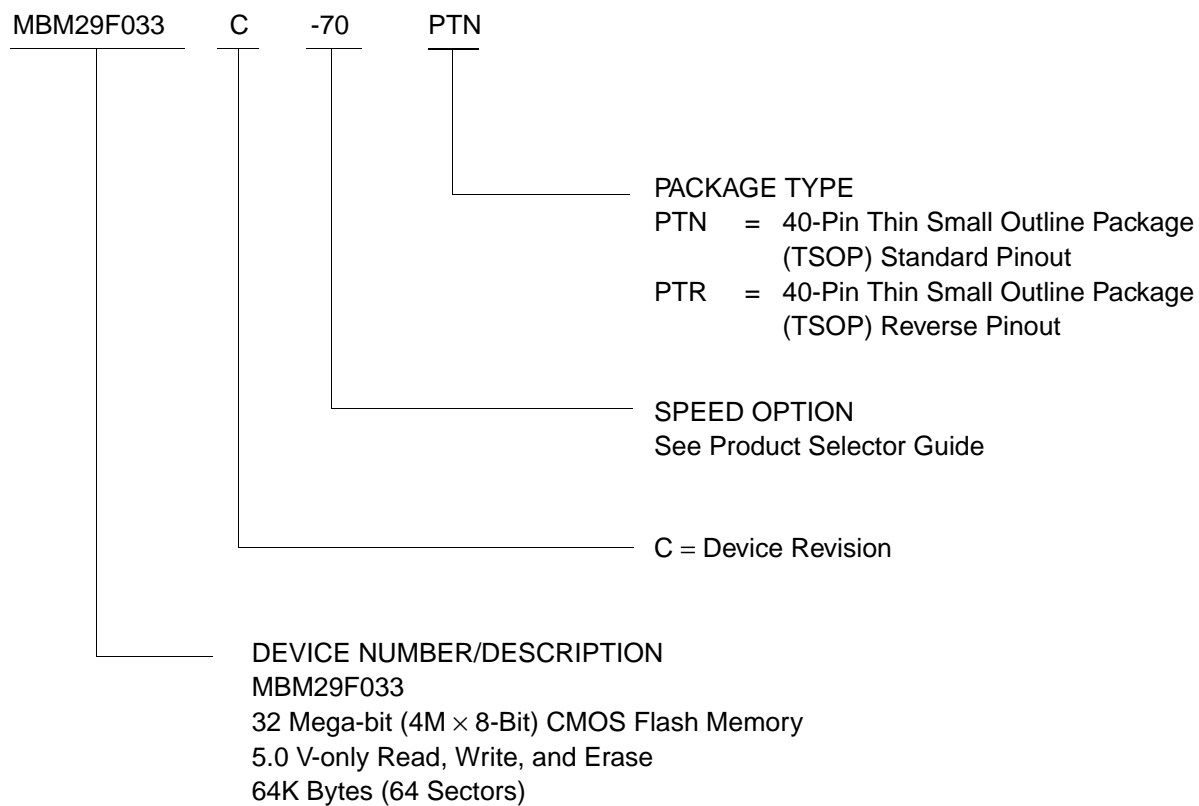 MBM29F033 C -70 PTN
PACKAGE TYPE
PTN = 40-Pin Thin Small Outline Package
(TSOP) Standard Pinout
PTR = 40-Pin Thin Small Outline Package
(TSOP) Reverse Pinout
SPEED OPTION
See Product Selector Guide
C = Device Revision
DEVICE NUMBER/DESCRIPTION
MBM29F033
32 Mega-bit (4M × 8-Bit) CMOS Flash Memory
5.0 V-only Read, Write, and Erase
64K Bytes (64 Sectors)